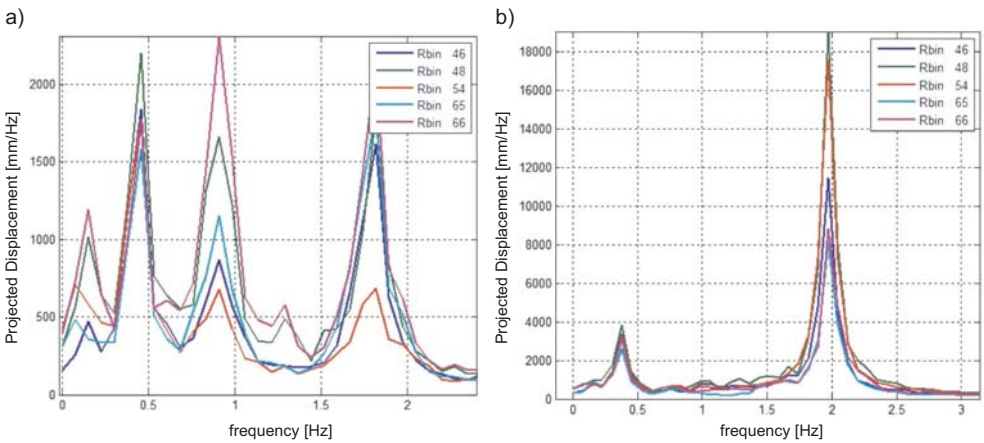 a)
Projected Displacement [mm/Hz]
2000
1500
1000
500
0
0
0.5
1
1.5
2
frequency [Hz]
Rbin 46
Rbin 48
Rbin 54
Rbin 65
Rbin 66
b)
Projected Displacement [mm/Hz]
18000
16000
14000
12000
10000
8000
6000
4000
2000
0
0
0.5
1
1.5
2
2.5
3
frequency [Hz]
Rbin 46
Rbin 48
Rbin 54
Rbin 65
Rbin 66